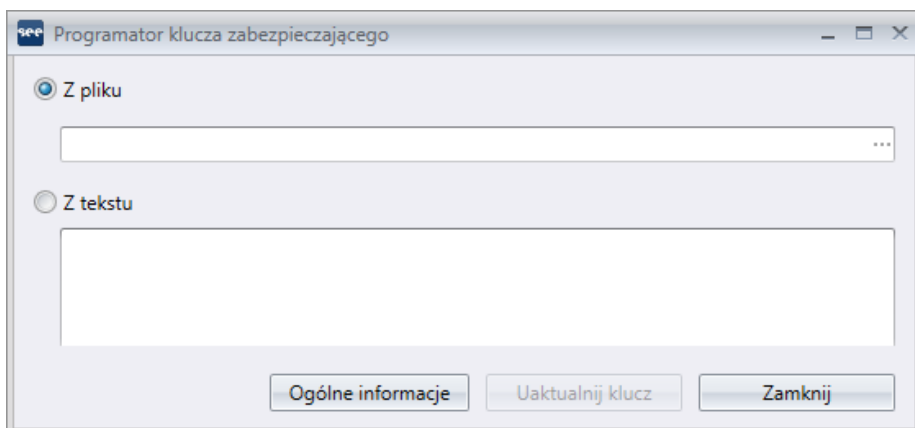 see Programator klucza zabezpieczającego
Z pliku
...
Z tekstu
Ogólne informacje Uaktualnij klucz Zamknij